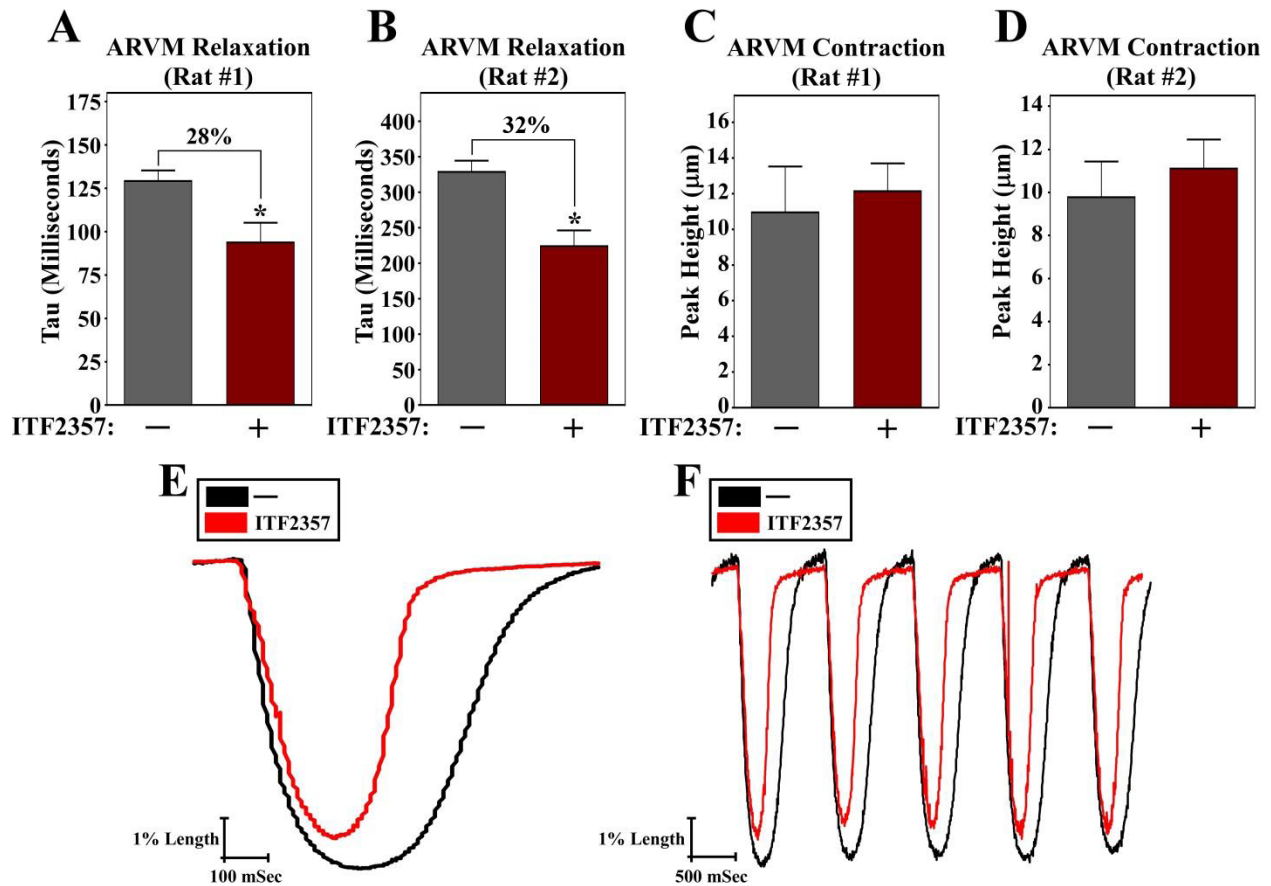 A
ARVM Relaxation
(Rat #1)
Tau (Milliseconds)
175
150
125
100
75
50
25
0
28%
*
ITF2357: — +
B
ARVM Relaxation
(Rat #2)
Tau (Milliseconds)
400
350
300
250
200
150
100
50
0
32%
*
ITF2357: — +
C
ARVM Contraction
(Rat #1)
Peak Height (μm)
16
14
12
10
8
6
4
2
0
ITF2357: — +
D
ARVM Contraction
(Rat #2)
Peak Height (μm)
14
12
10
8
6
4
2
0
ITF2357: — +
E
—
ITF2357
1% Length
100 mSec
F
—
ITF2357
1% Length
500 mSec